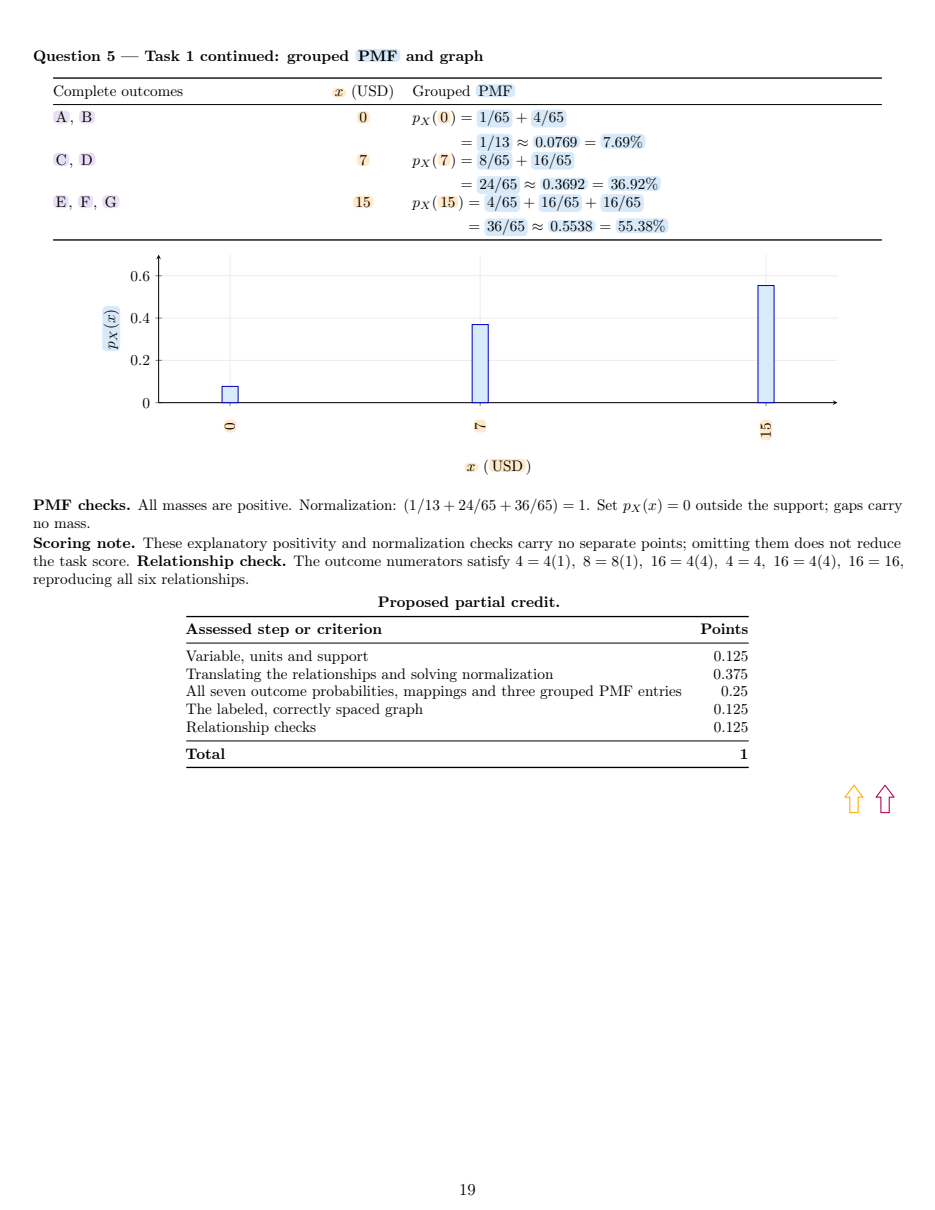 Question 5 — Task 1 continued: grouped PMF and graph
Complete outcomes x (USD) Grouped PMF
A, B 0 pX(0) = 1/65 + 4/65
= 1/13 ≈ 0.0769 = 7.69%
C, D 7 pX(7) = 8/65 + 16/65
= 24/65 ≈ 0.3692 = 36.92%
E, F, G 15 pX(15) = 4/65 + 16/65 + 16/65
= 36/65 ≈ 0.5538 = 55.38%
0.6
0.4
0.2
0
pX(x)
0 7 15
x (USD)
PMF checks. All masses are positive. Normalization: (1/13 + 24/65 + 36/65) = 1. Set pX(x) = 0 outside the support; gaps carry
no mass.
Scoring note. These explanatory positivity and normalization checks carry no separate points; omitting them does not reduce
the task score. Relationship check. The outcome numerators satisfy 4 = 4(1), 8 = 8(1), 16 = 4(4), 4 = 4, 16 = 4(4), 16 = 16,
reproducing all six relationships.
Proposed partial credit.
Assessed step or criterion Points
Variable, units and support 0.125
Translating the relationships and solving normalization 0.375
All seven outcome probabilities, mappings and three grouped PMF entries 0.25
The labeled, correctly spaced graph 0.125
Relationship checks 0.125
Total 1
19